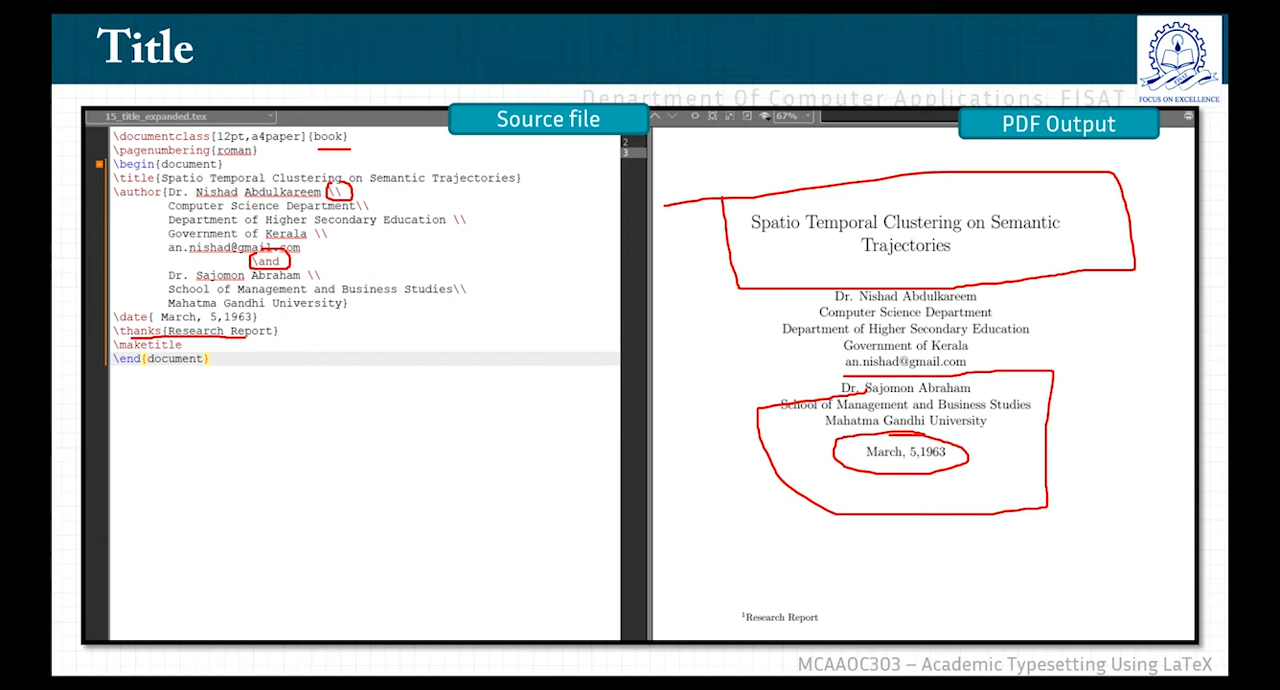 Title
FOCUS ON EXCELLENCE
Department Of Computer Applications, FISAT
Source file
PDF Output
15_title_expanded.tex
67%
2
3
\documentclass[12pt,a4paper]{book}
\pagenumbering{roman}
\begin{document}
\title{Spatio Temporal Clustering on Semantic Trajectories}
\author{Dr. Nishad Abdulkareem \\
Computer Science Department\\
Department of Higher Secondary Education \\
Government of Kerala \\
an.nishad@gmail.com
\and
Dr. Sajomon Abraham \\
School of Management and Business Studies\\
Mahatma Gandhi University}
\date{ March, 5,1963}
\thanks{Research Report}
\maketitle
\end{document}
Spatio Temporal Clustering on Semantic
Trajectories
Dr. Nishad Abdulkareem
Computer Science Department
Department of Higher Secondary Education
Government of Kerala
an.nishad@gmail.com
Dr. Sajomon Abraham
School of Management and Business Studies
Mahatma Gandhi University
March, 5,1963
1Research Report
MCAAOC303 – Academic Typesetting Using LaTeX